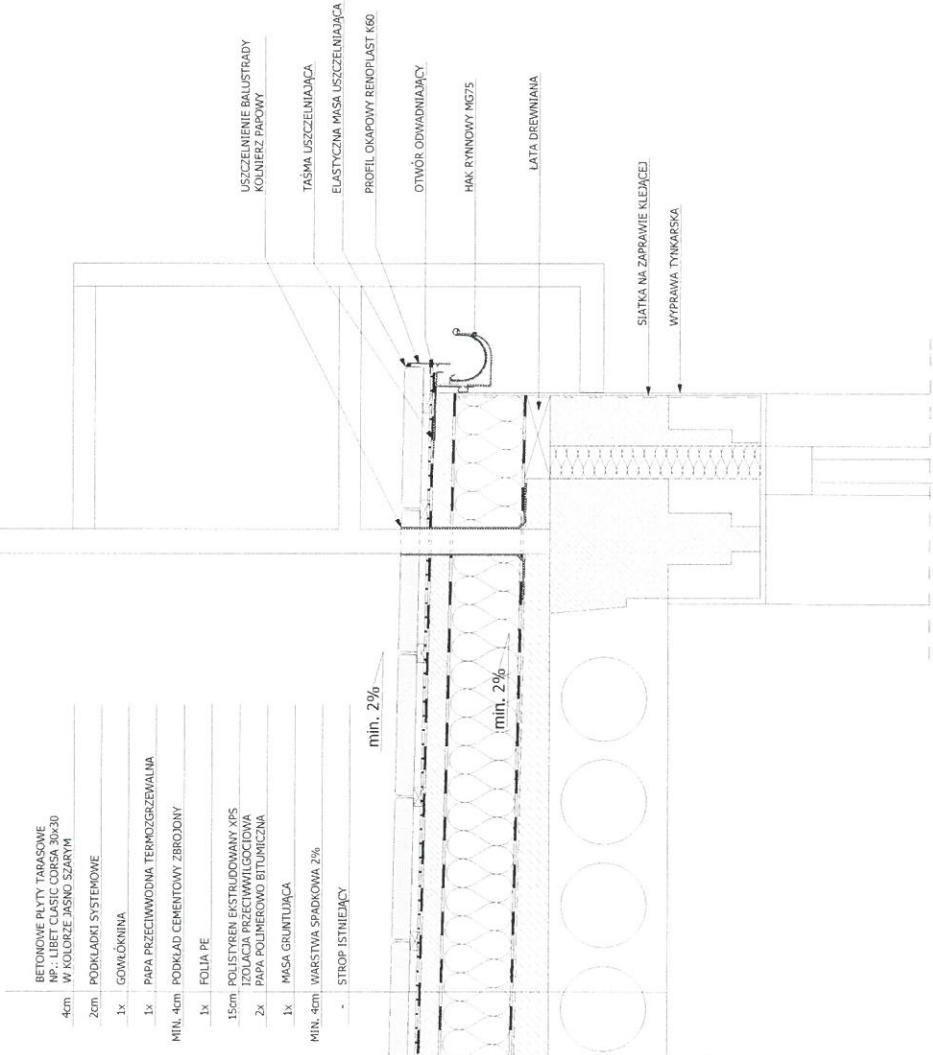 BETONOWE PŁYTY TARASOWE
NP.: LIBET CLASIC CORSA 30x30
4cm W KOLORZE JASNO SZARYM
2cm PODKŁADKI SYSTEMOWE
1x GOWŁÓKNINA
1x PAPA PRZECIWWODNA TERMOZGRZEWALNA
MIN. 4cm PODKŁAD CEMENTOWY ZBROJONY
1x FOLIA PE
15cm POLISTYREN EKSTRUDOWANY XPS
IZOLACJA PRZECIWWILGOCIOWA
2x PAPA POLIMEROWO BITUMICZNA
1x MASA GRUNTUJĄCA
MIN. 4cm WARSTWA SPADKOWA 2%
- STROP ISTNIEJĄCY
min. 2%
min. 2%
USZCZELNIENIE BALUSTRADY
KOŁNIERZ PAPOWY
TAŚMA USZCZELNIAJĄCA
ELASTYCZNA MASA USZCZELNIAJĄCA
PROFIL OKAPOWY RENOPLAST K60
OTWÓR ODWADNIAJĄCY
HAK RYNNOWY MG75
ŁATA DREWNIANA
SIATKA NA ZAPRAWIE KLEJĄCEJ
WYPRAWA TYNKARSKA